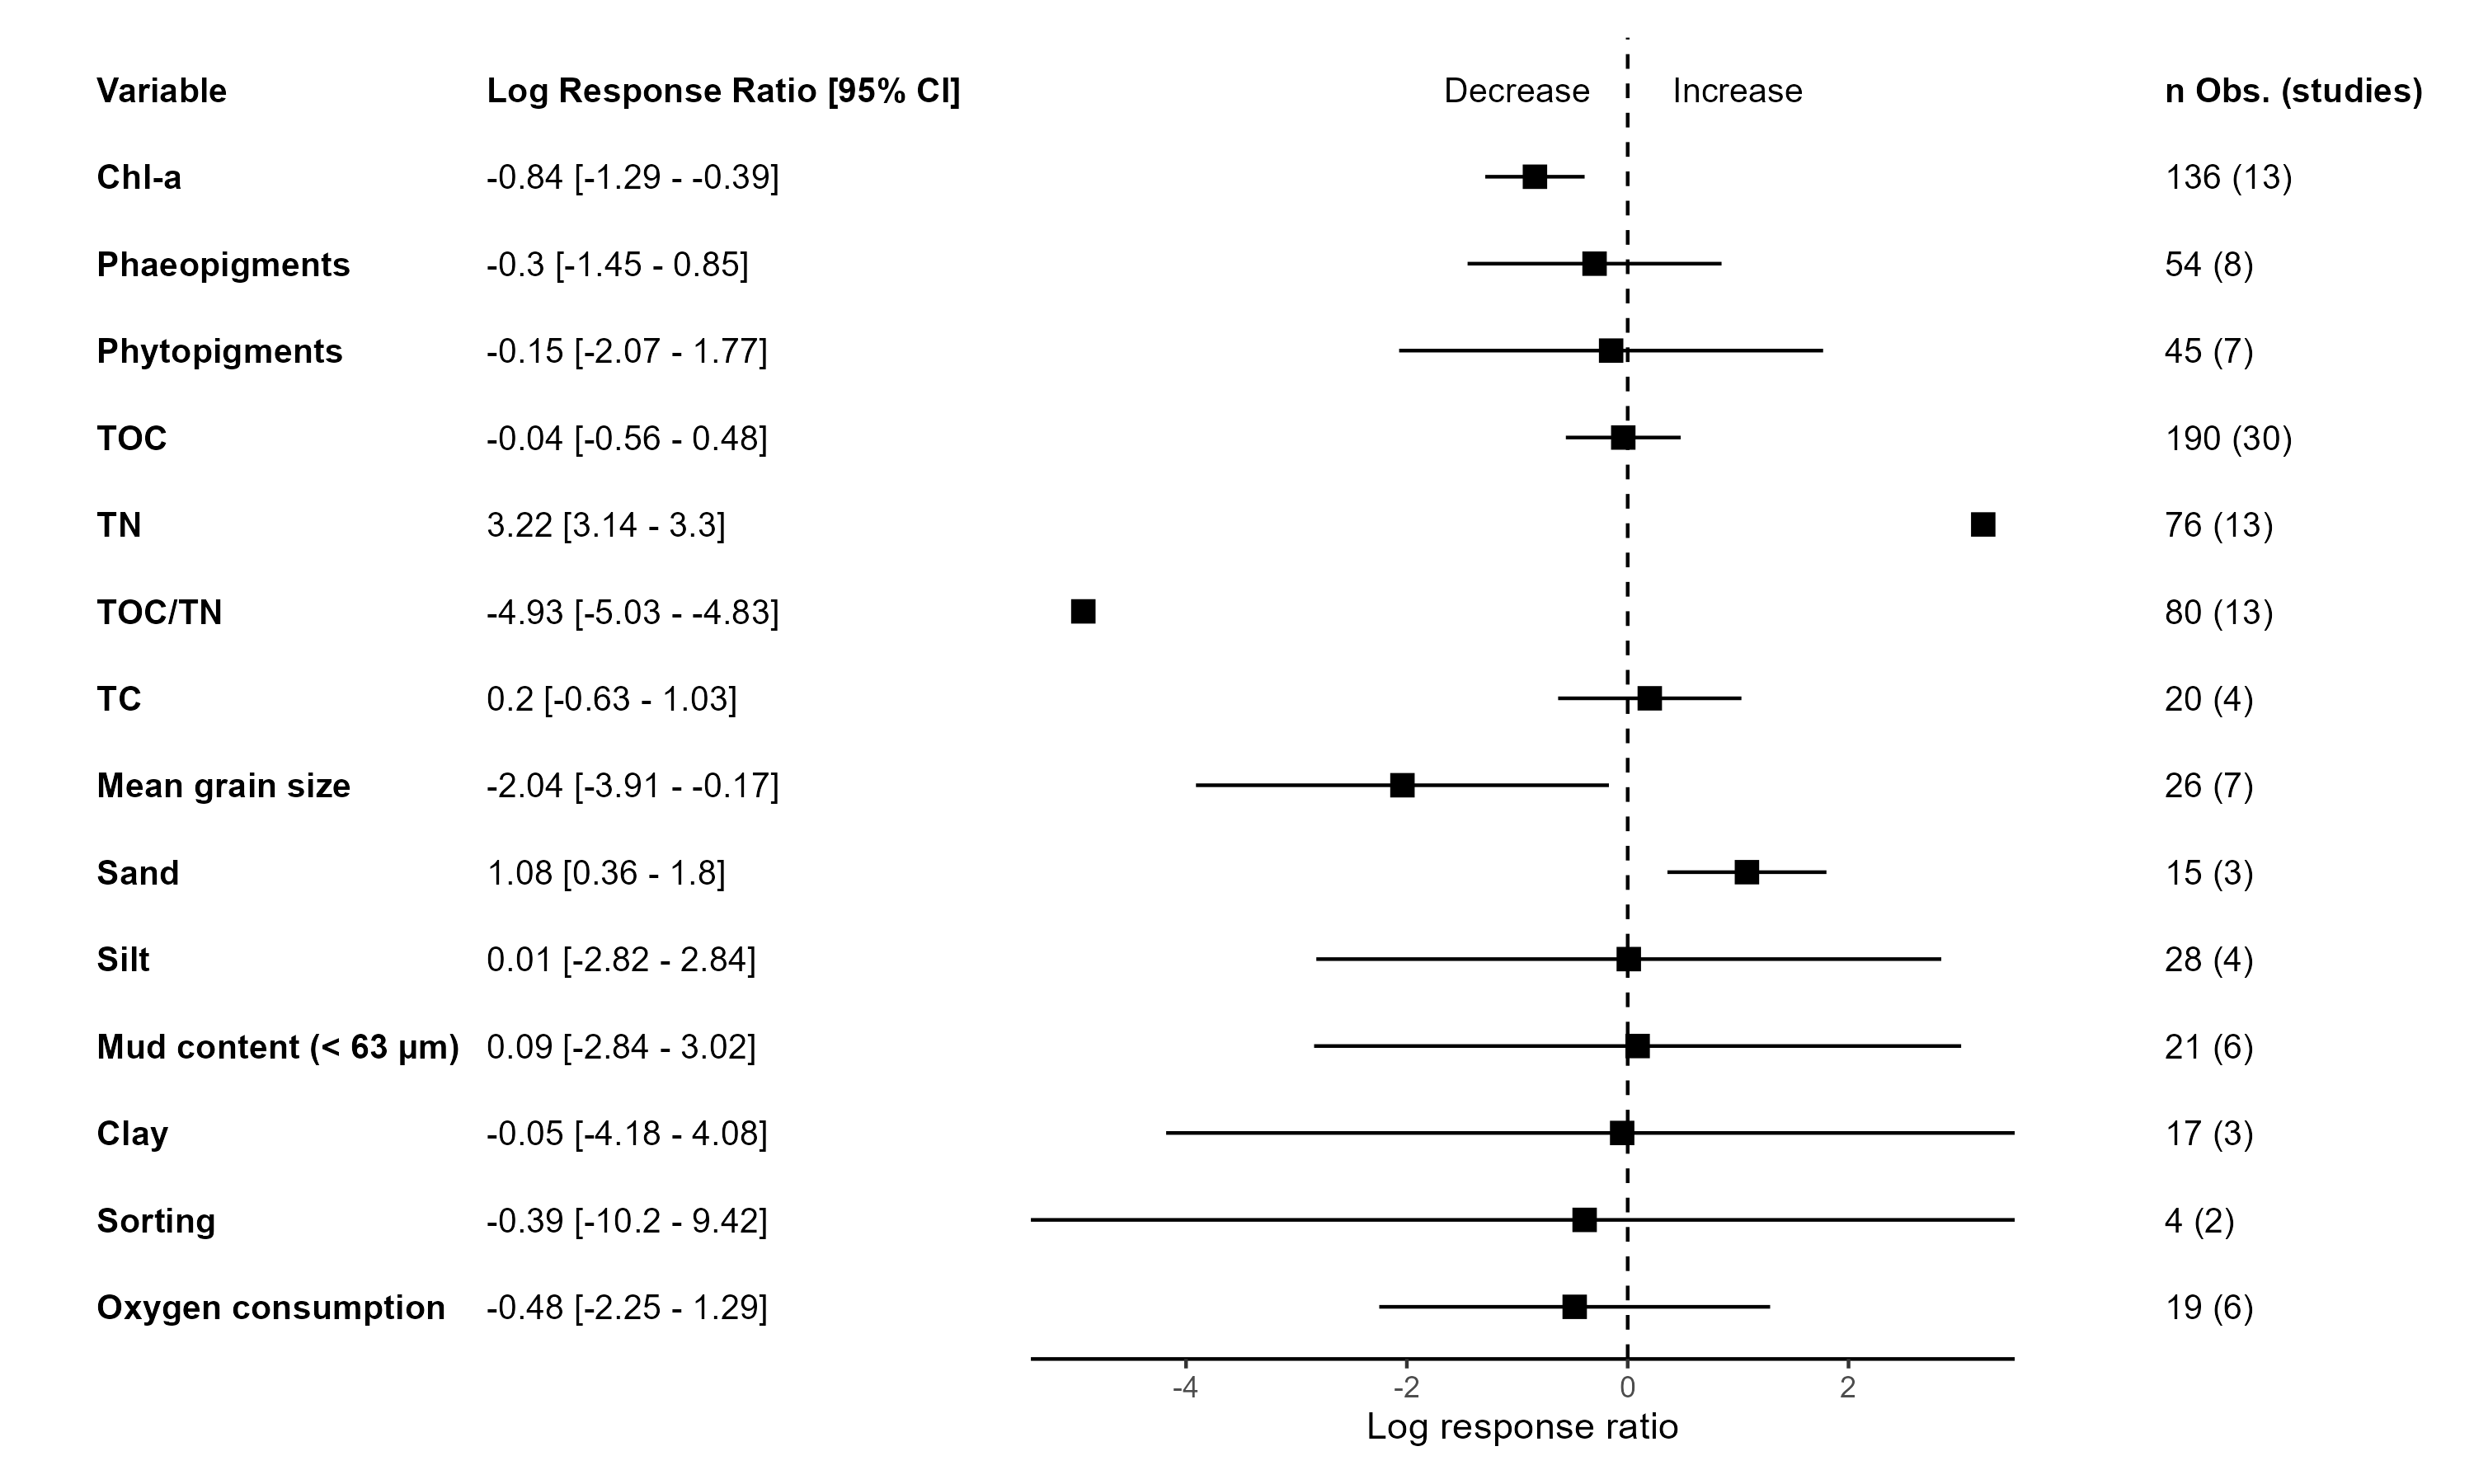 Variable Log Response Ratio [95% CI] Decrease Increase n Obs. (studies)
Chl-a -0.84 [-1.29 - -0.39] 136 (13)
Phaeopigments -0.3 [-1.45 - 0.85] 54 (8)
Phytopigments -0.15 [-2.07 - 1.77] 45 (7)
TOC -0.04 [-0.56 - 0.48] 190 (30)
TN 3.22 [3.14 - 3.3] 76 (13)
TOC/TN -4.93 [-5.03 - -4.83] 80 (13)
TC 0.2 [-0.63 - 1.03] 20 (4)
Mean grain size -2.04 [-3.91 - -0.17] 26 (7)
Sand 1.08 [0.36 - 1.8] 15 (3)
Silt 0.01 [-2.82 - 2.84] 28 (4)
Mud content (< 63 µm) 0.09 [-2.84 - 3.02] 21 (6)
Clay -0.05 [-4.18 - 4.08] 17 (3)
Sorting -0.39 [-10.2 - 9.42] 4 (2)
Oxygen consumption -0.48 [-2.25 - 1.29] 19 (6)
-4 -2 0 2
Log response ratio